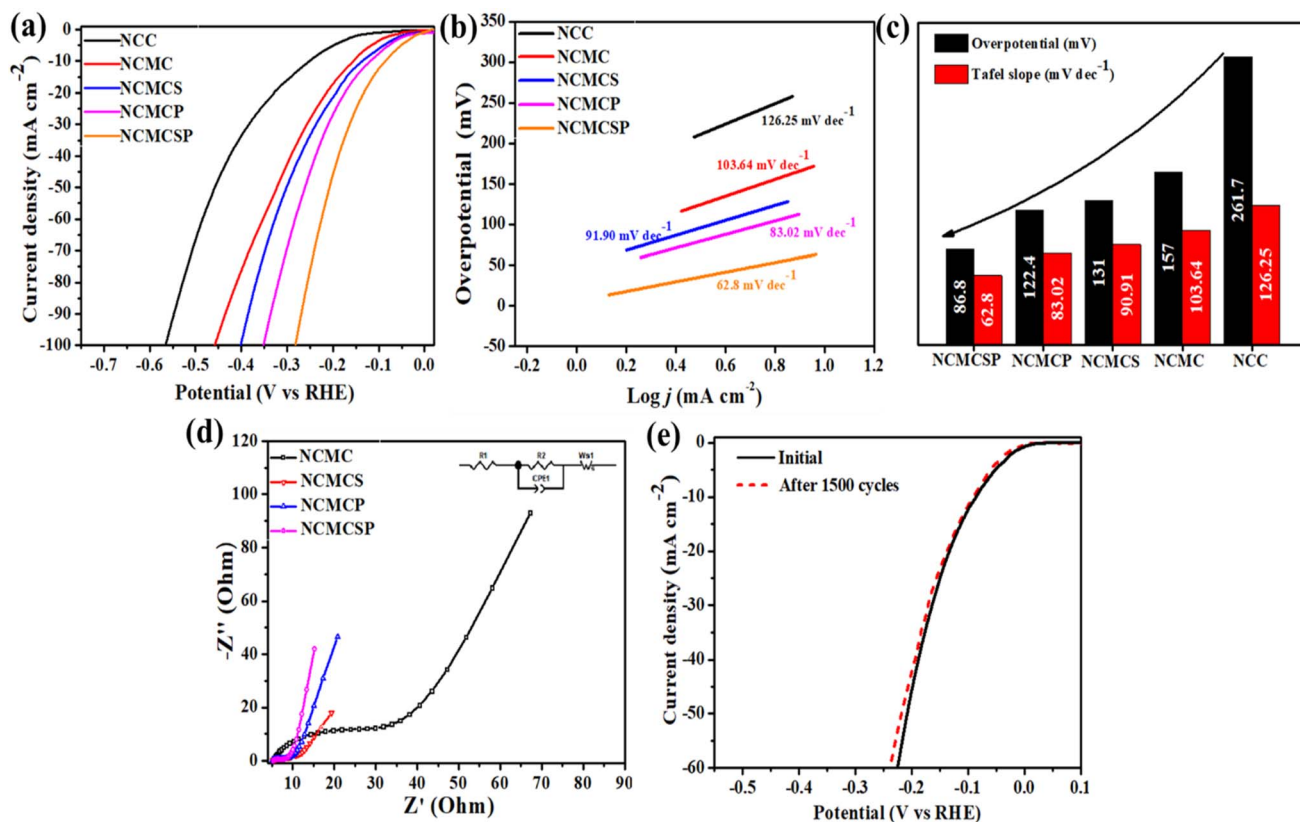 (a)
0
-10
-20
-30
-40
-50
-60
-70
-80
-90
-100
Current density (mA cm⁻²)
NCC
NCMC
NCMCS
NCMCP
NCMCSP
-0.7 -0.6 -0.5 -0.4 -0.3 -0.2 -0.1 0.0
Potential (V vs RHE)
(b)
350
300
250
200
150
100
50
0
-50
Overpotential (mV)
NCC
NCMC
NCMCS
NCMCP
NCMCSP
126.25 mV dec⁻¹
103.64 mV dec⁻¹
91.90 mV dec⁻¹
83.02 mV dec⁻¹
62.8 mV dec⁻¹
-0.2 0.0 0.2 0.4 0.6 0.8 1.0 1.2
Log j (mA cm⁻²)
(c)
Overpotential (mV)
Tafel slope (mV dec⁻¹)
86.8
62.8
122.4
83.02
131
90.91
157
103.64
261.7
126.25
NCMCSP NCMCP NCMCS NCMC NCC
(d)
120
100
80
60
40
20
0
-Z'' (Ohm)
NCMC
NCMCS
NCMCP
NCMCSP
R1 R2 Ws1
CPE1
10 20 30 40 50 60 70 80 90
Z' (Ohm)
(e)
0
-10
-20
-30
-40
-50
-60
Current density (mA cm⁻²)
Initial
After 1500 cycles
-0.5 -0.4 -0.3 -0.2 -0.1 0.0 0.1
Potential (V vs RHE)